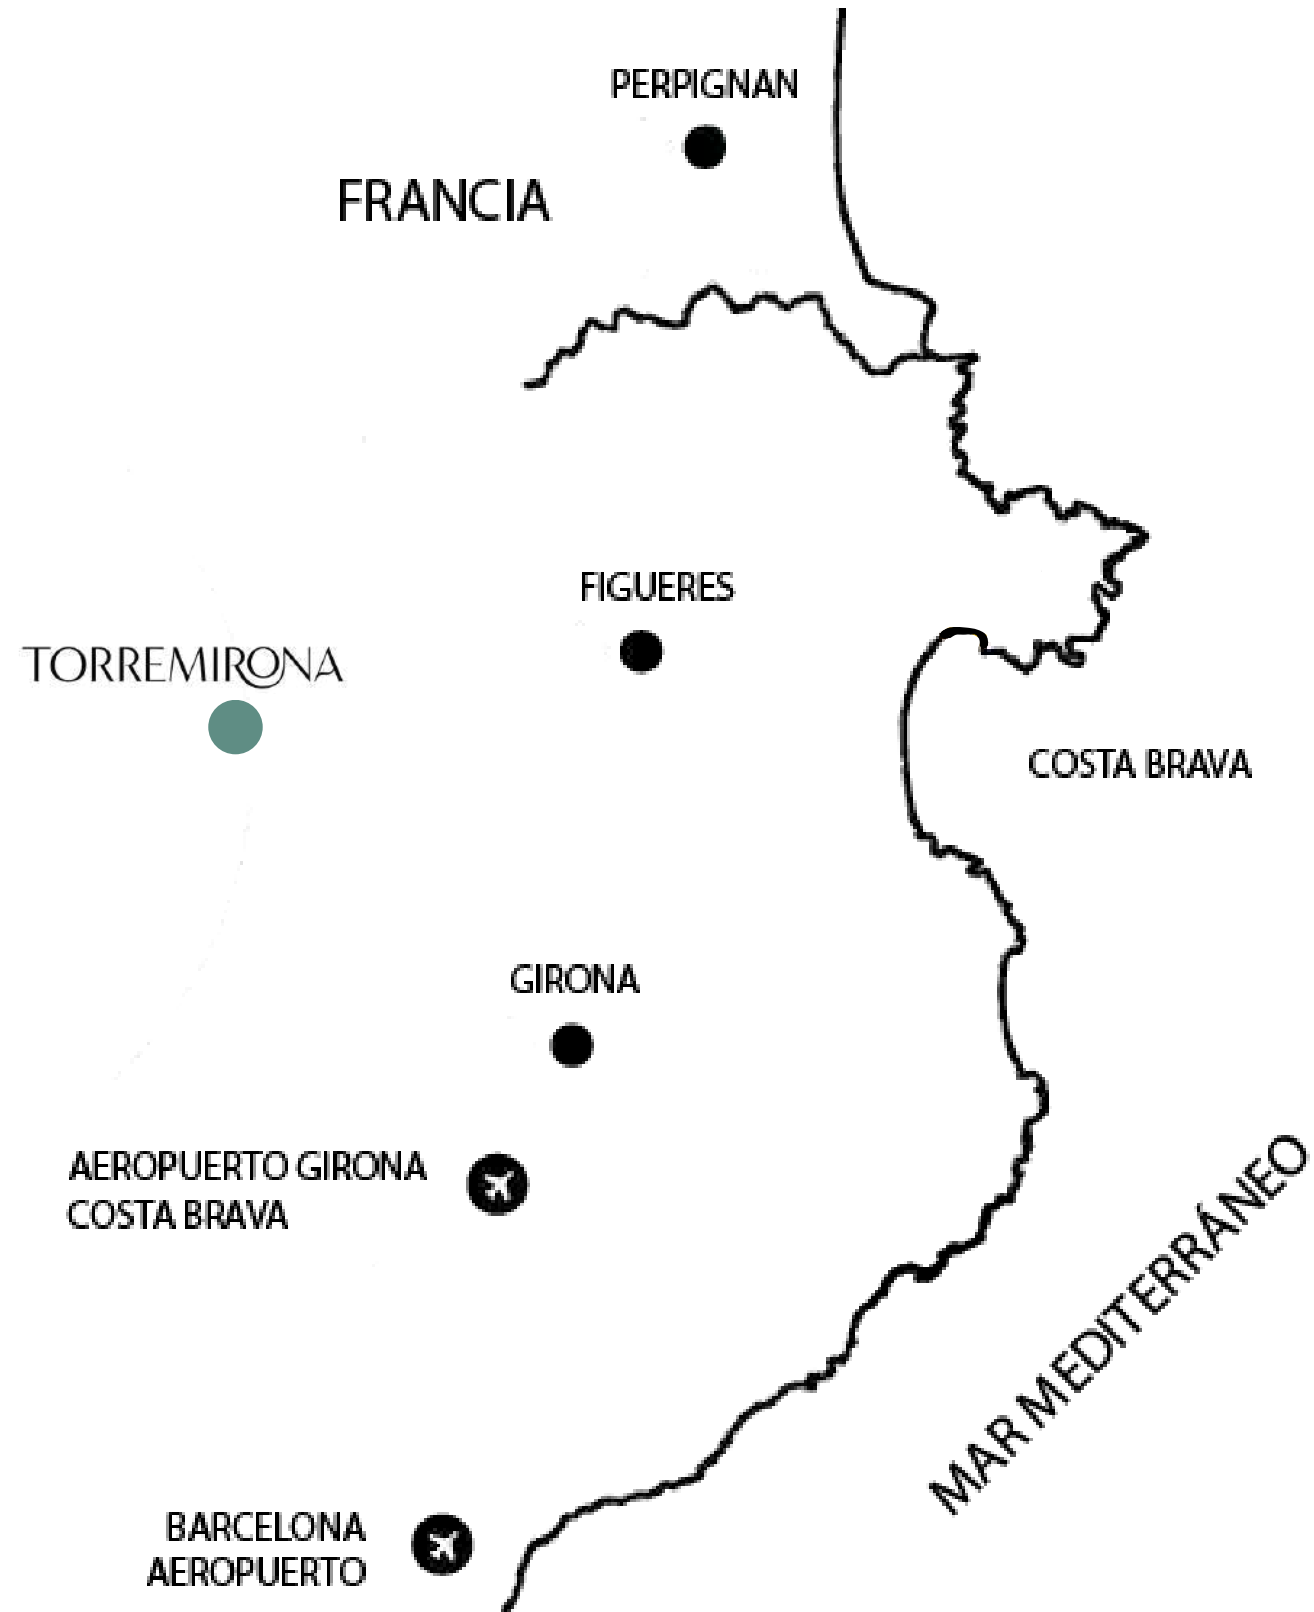 PERPIGNAN
FRANCIA
FIGUERES
TORREMIRONA
COSTA BRAVA
GIRONA
AEROPUERTO GIRONA
COSTA BRAVA
MAR MEDITERRÁNEO
BARCELONA
AEROPUERTO